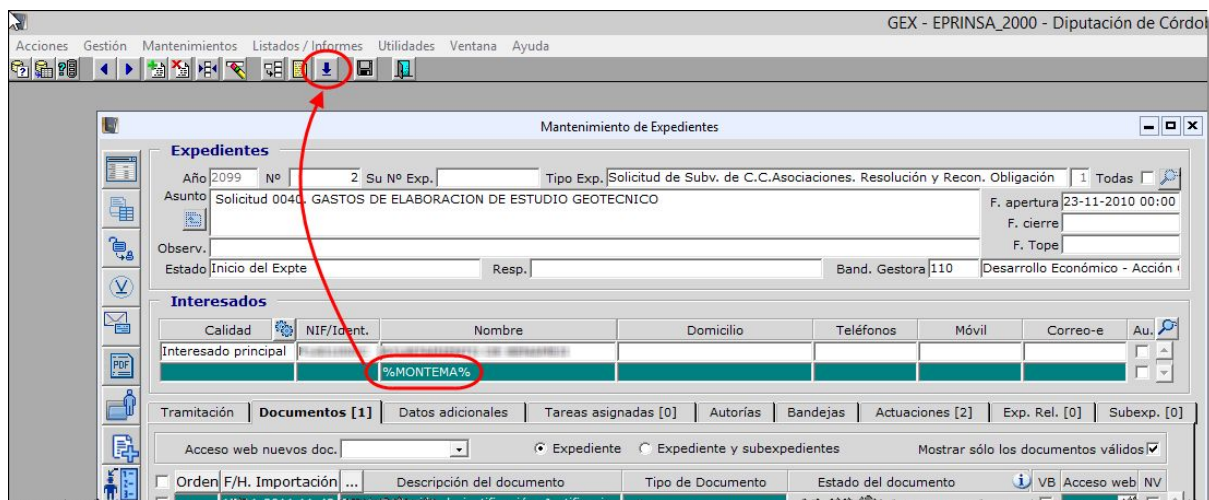 GEX - EPRINSA_2000 - Diputación de Córdob
Acciones Gestión Mantenimientos Listados / Informes Utilidades Ventana Ayuda
Mantenimiento de Expedientes
Expedientes
Año 2099 Nº 2 Su Nº Exp. Tipo Exp. Solicitud de Subv. de C.C.Asociaciones. Resolución y Recon. Obligación 1 Todas
Asunto Solicitud 0040. GASTOS DE ELABORACION DE ESTUDIO GEOTECNICO F. apertura 23-11-2010 00:00
F. cierre
Observ. F. Tope
Estado Inicio del Expte Resp. Band. Gestora 110 Desarrollo Económico - Acción
Interesados
Calidad NIF/Ident. Nombre Domicilio Teléfonos Móvil Correo-e Au.
Interesado principal
%MONTEMA%
PDF
Tramitación Documentos [1] Datos adicionales Tareas asignadas [0] Autorías Bandejas Actuaciones [2] Exp. Rel. [0] Subexp. [0]
Acceso web nuevos doc. Expediente Expediente y subexpedientes Mostrar sólo los documentos válidos
Orden F/H. Importación ... Descripción del documento Tipo de Documento Estado del documento VB Acceso web NV